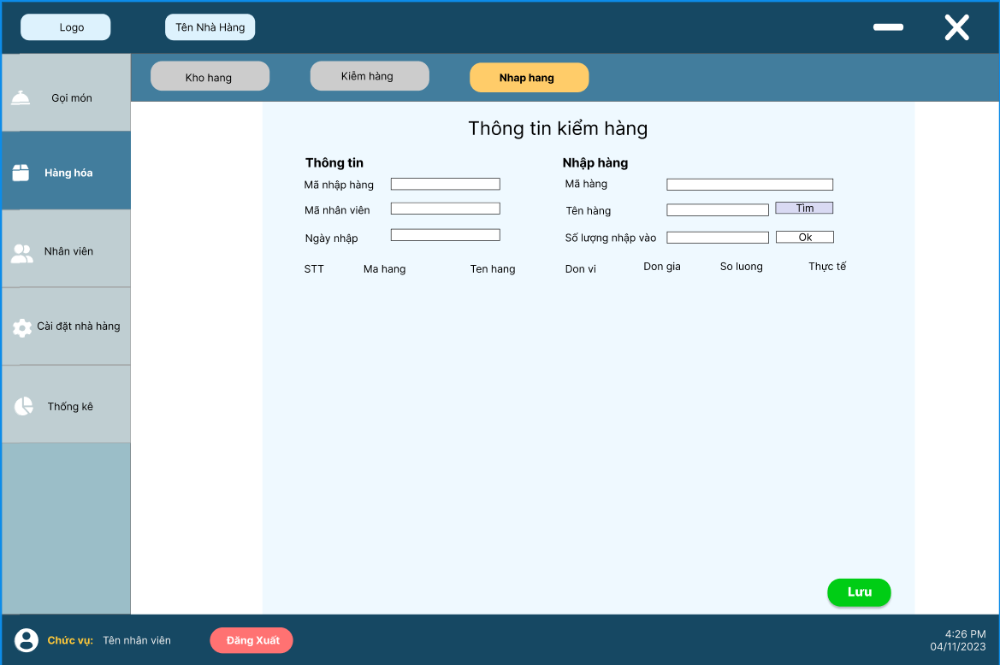 Logo
Tên Nhà Hàng
Kho hang
Kiễm hàng
Nhap hang
Gọi món
Hàng hóa
Nhân viên
Cài đặt nhà hàng
Thống kê
Thông tin kiểm hàng
Thông tin
Nhập hàng
Mã nhập hàng
Mã hàng
Mã nhân viên
Tên hàng
Tìm
Ngày nhập
Số lượng nhập vào
Ok
STT Ma hang Ten hang Don vi Don gia So luong Thực tế
Lưu
Chức vụ: Tên nhân viên
Đăng Xuất
4:26 PM
04/11/2023